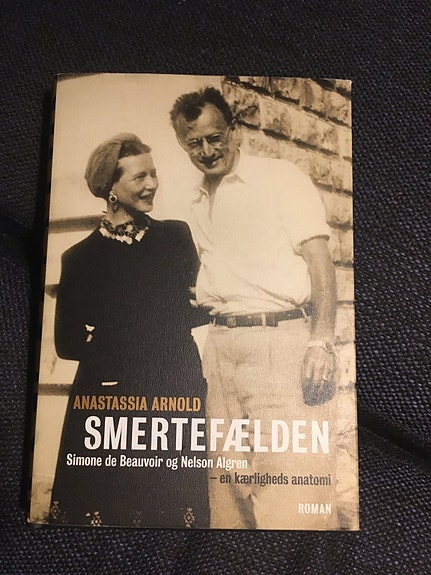 ANASTASSIA ARNOLD
SMERTEFÆLDEN
Simone de Beauvoir og Nelson Algren
– en kærligheds anatomi
ROMAN